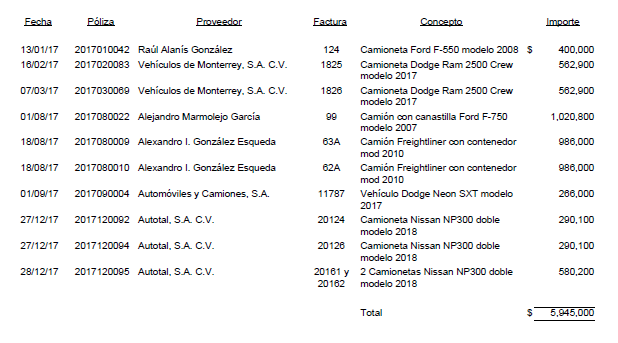 Fecha Póliza Proveedor Factura Concepto Importe
13/01/17 2017010042 Raúl Alanís González 124 Camioneta Ford F-550 modelo 2008 $ 400,000
16/02/17 2017020083 Vehículos de Monterrey, S.A. C.V. 1825 Camioneta Dodge Ram 2500 Crew 562,900
modelo 2017
07/03/17 2017030069 Vehículos de Monterrey, S.A. C.V. 1826 Camioneta Dodge Ram 2500 Crew 562,900
modelo 2017
01/08/17 2017080022 Alejandro Marmolejo García 99 Camión con canastilla Ford F-750 1,020,800
modelo 2007
18/08/17 2017080009 Alexandro I. González Esqueda 63A Camión Freightliner con contenedor 986,000
mod 2010
18/08/17 2017080010 Alexandro I. González Esqueda 62A Camión Freightliner con contenedor 986,000
mod 2010
01/09/17 2017090004 Automóviles y Camiones, S.A. 11787 Vehículo Dodge Neon SXT modelo 266,000
2017
27/12/17 2017120092 Autotal, S.A. C.V. 20124 Camioneta Nissan NP300 doble 290,100
modelo 2018
27/12/17 2017120094 Autotal, S.A. C.V. 20126 Camioneta Nissan NP300 doble 290,100
modelo 2018
28/12/17 2017120095 Autotal, S.A. C.V. 20161 y 2 Camionetas Nissan NP300 doble 580,200
20162 modelo 2018
Total $ 5,945,000